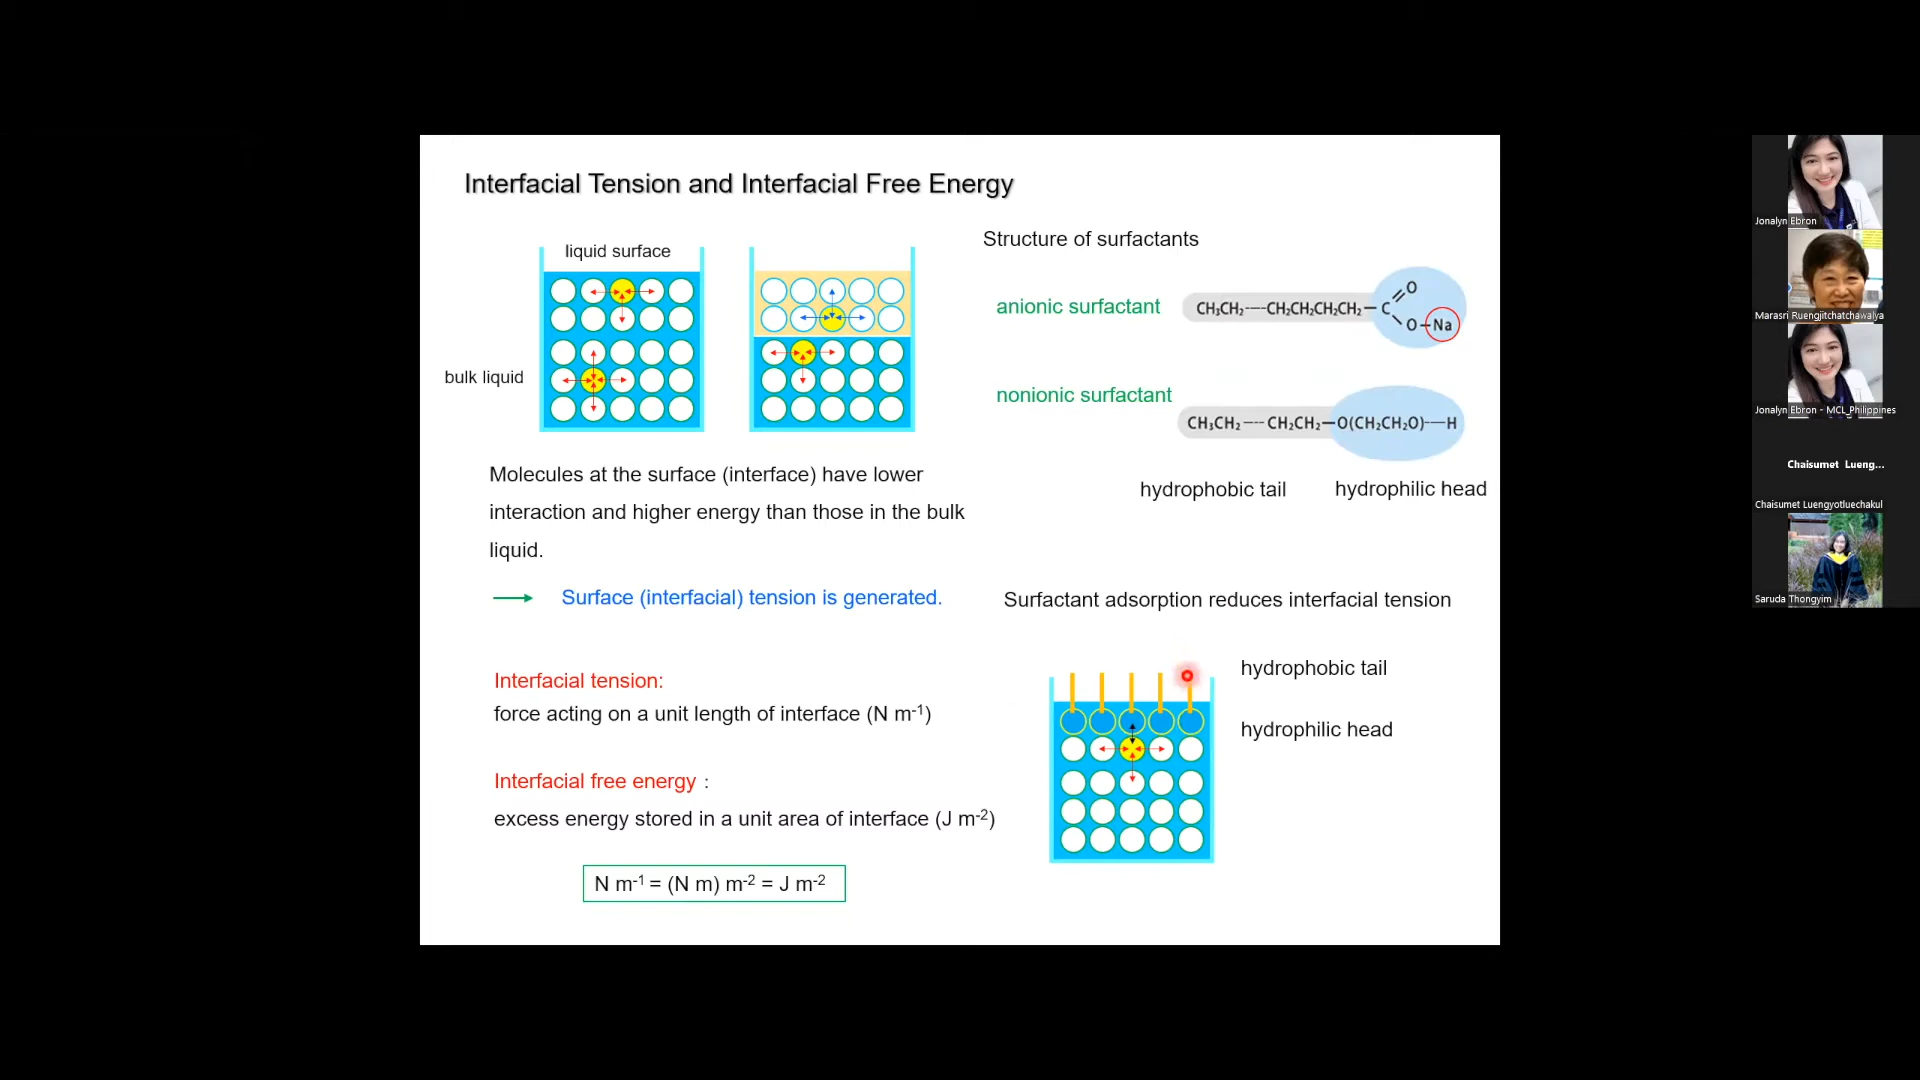 Interfacial Tension and Interfacial Free Energy
liquid surface
bulk liquid
Molecules at the surface (interface) have lower
interaction and higher energy than those in the bulk
liquid.
Surface (interfacial) tension is generated.
Interfacial tension:
force acting on a unit length of interface (N m⁻¹)
Interfacial free energy :
excess energy stored in a unit area of interface (J m⁻²)
N m⁻¹ = (N m) m⁻² = J m⁻²
Structure of surfactants
anionic surfactant
CH₃CH₂----CH₂CH₂CH₂CH₂—C
O
O—Na
nonionic surfactant
CH₃CH₂---CH₂CH₂—O(CH₂CH₂O)---H
hydrophobic tail
hydrophilic head
Surfactant adsorption reduces interfacial tension
hydrophobic tail
hydrophilic head
Jonalyn Ebron
Marasri Ruengjitchatchawalya
Jonalyn Ebron - MCL_Philippines
Chaisumet Lueng...
Chaisumet Luengyotluechakul
Saruda Thongyim